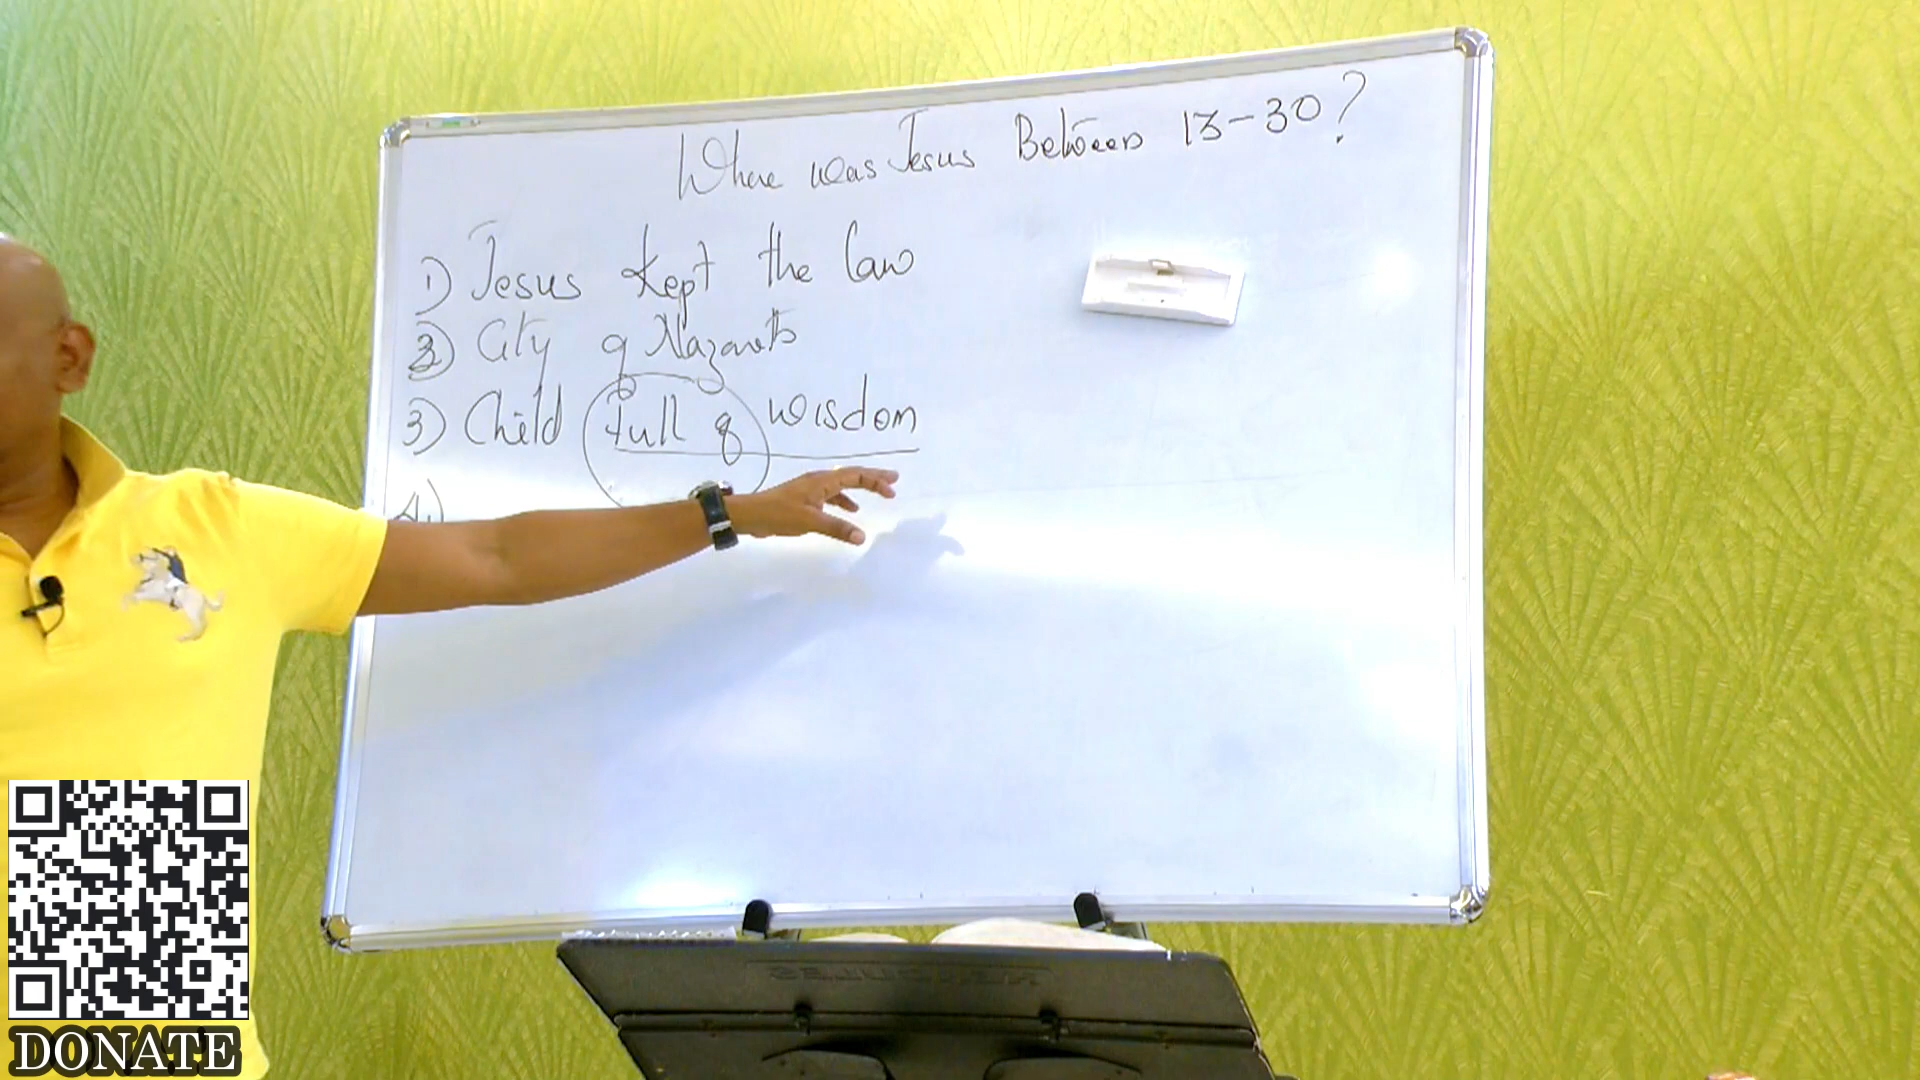 Where was Jesus Between 13-30?
1) Jesus kept the law
2) City of Nazareth
3) Child full of wisdom
4)
DONATE